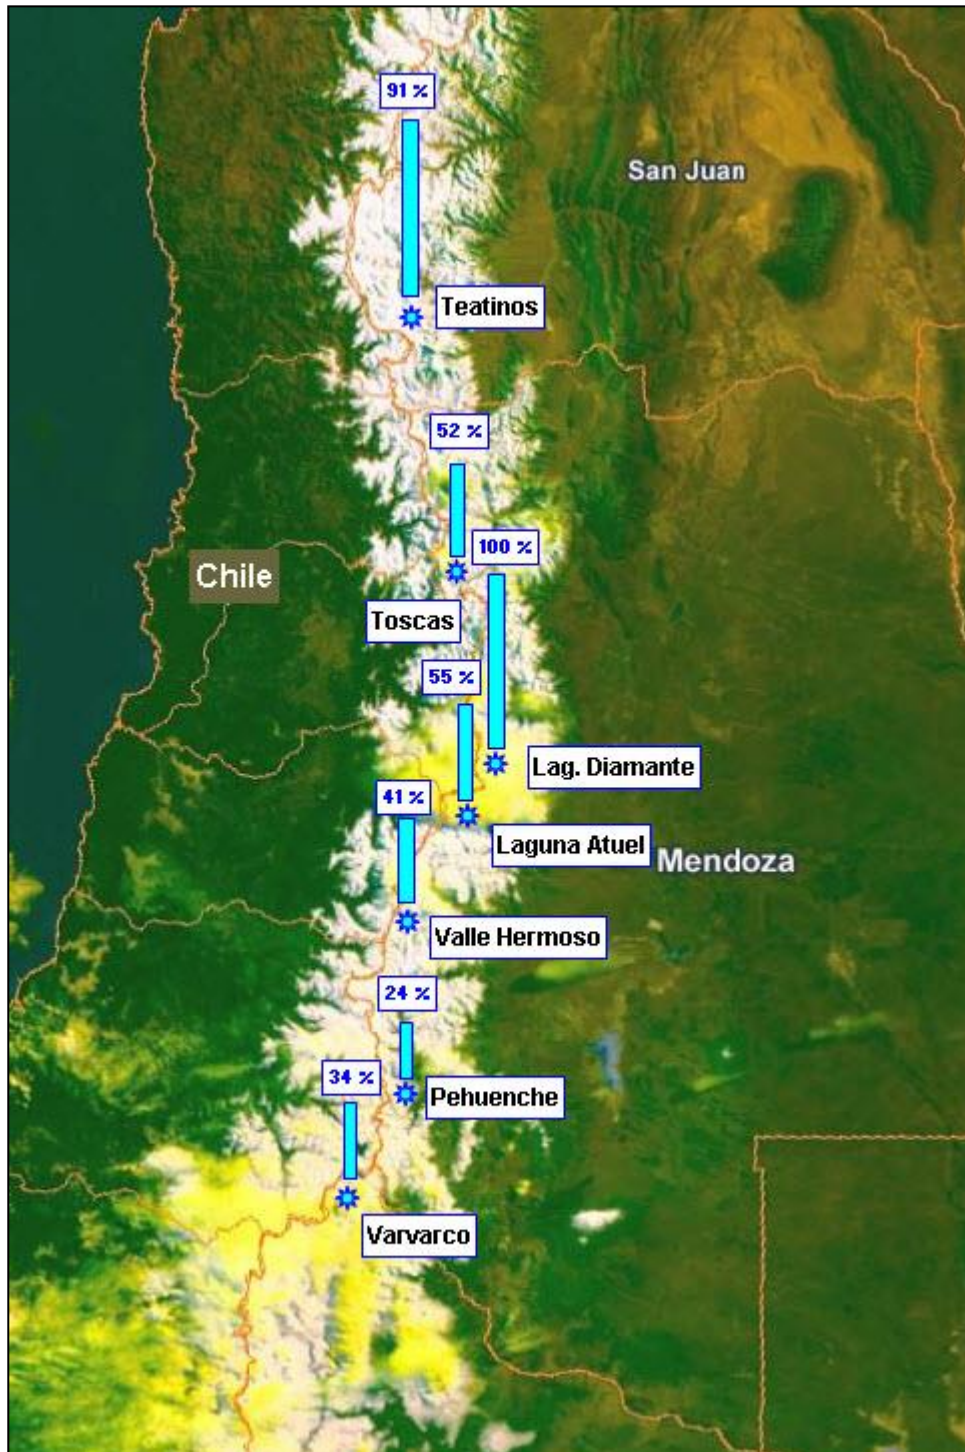 91 %
San Juan
Teatinos
52 %
100 %
Chile
Toscas
55 %
Lag. Diamante
41 %
Laguna Atuel
Mendoza
Valle Hermoso
24 %
34 %
Pehuenche
Varvarco